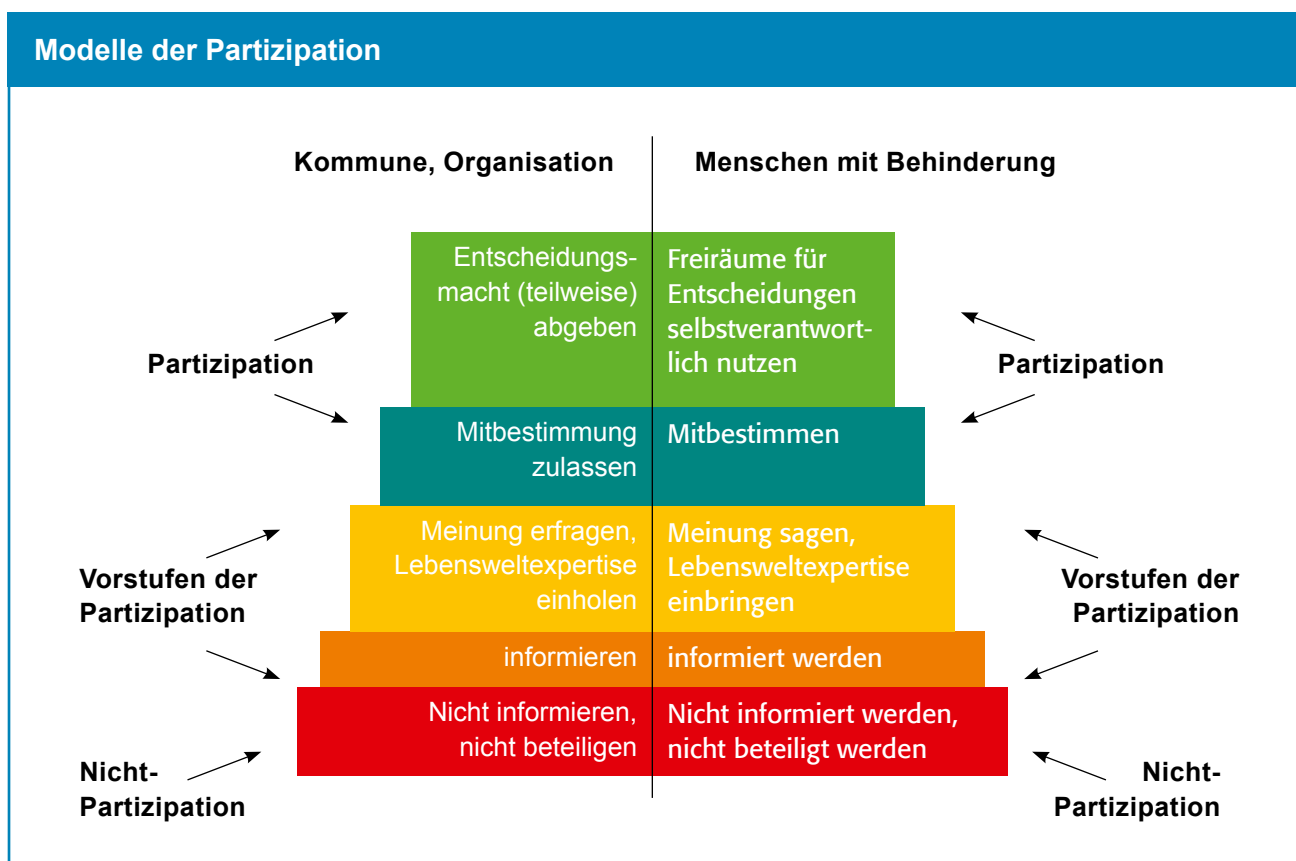 Modelle der Partizipation
Kommune, Organisation
Menschen mit Behinderung
Entscheidungs-
macht (teilweise)
abgeben
Freiräume für
Entscheidungen
selbstverantwort-
lich nutzen
Partizipation
Partizipation
Mitbestimmung
zulassen
Mitbestimmen
Meinung erfragen,
Lebensweltexpertise
einholen
Meinung sagen,
Lebensweltexpertise
einbringen
Vorstufen der
Partizipation
Vorstufen der
Partizipation
informieren
informiert werden
Nicht informieren,
nicht beteiligen
Nicht informiert werden,
nicht beteiligt werden
Nicht-
Partizipation
Nicht-
Partizipation